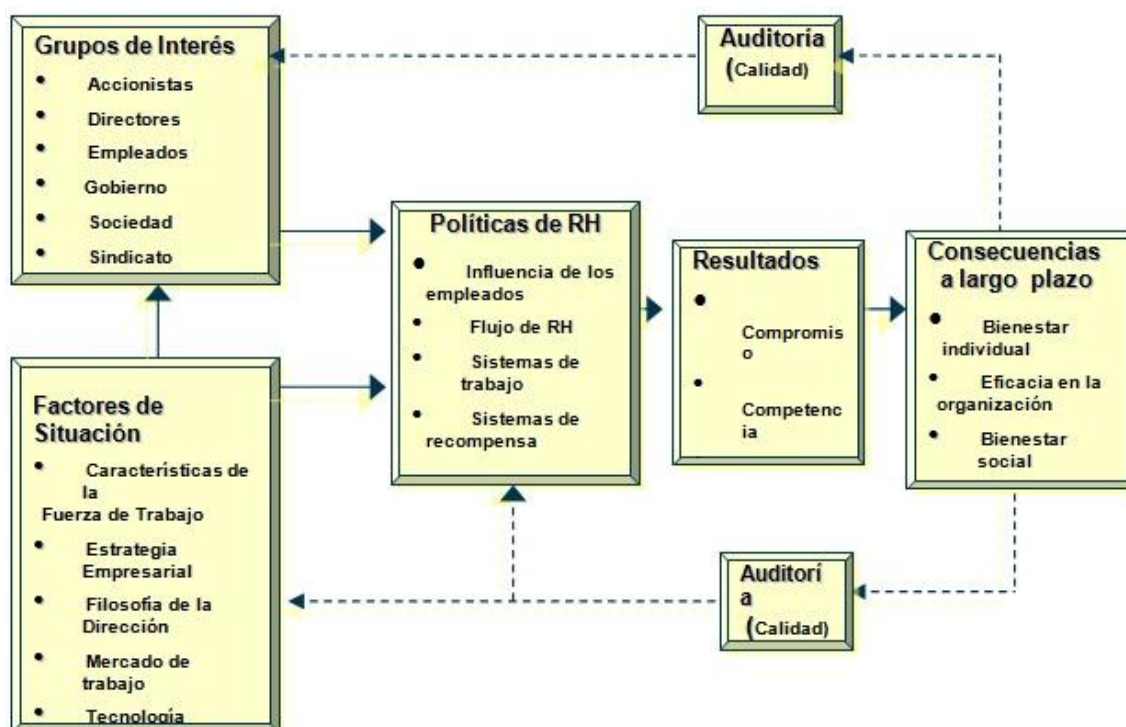 Grupos de Interés
• Accionistas
• Directores
• Empleados
• Gobierno
• Sociedad
• Sindicato
Auditoría
(Calidad)
Políticas de RH
• Influencia de los
empleados
• Flujo de RH
• Sistemas de
trabajo
• Sistemas de
recompensa
Resultados
•
Compromis
o
•
Competenc
ia
Consecuencias
a largo plazo
• Bienestar
individual
• Eficacia en la
organización
• Bienestar
social
Factores de
Situación
• Características de
la
Fuerza de Trabajo
• Estrategia
Empresarial
• Filosofía de la
Dirección
• Mercado de
trabajo
• Tecnología
Auditorí
a
(Calidad)